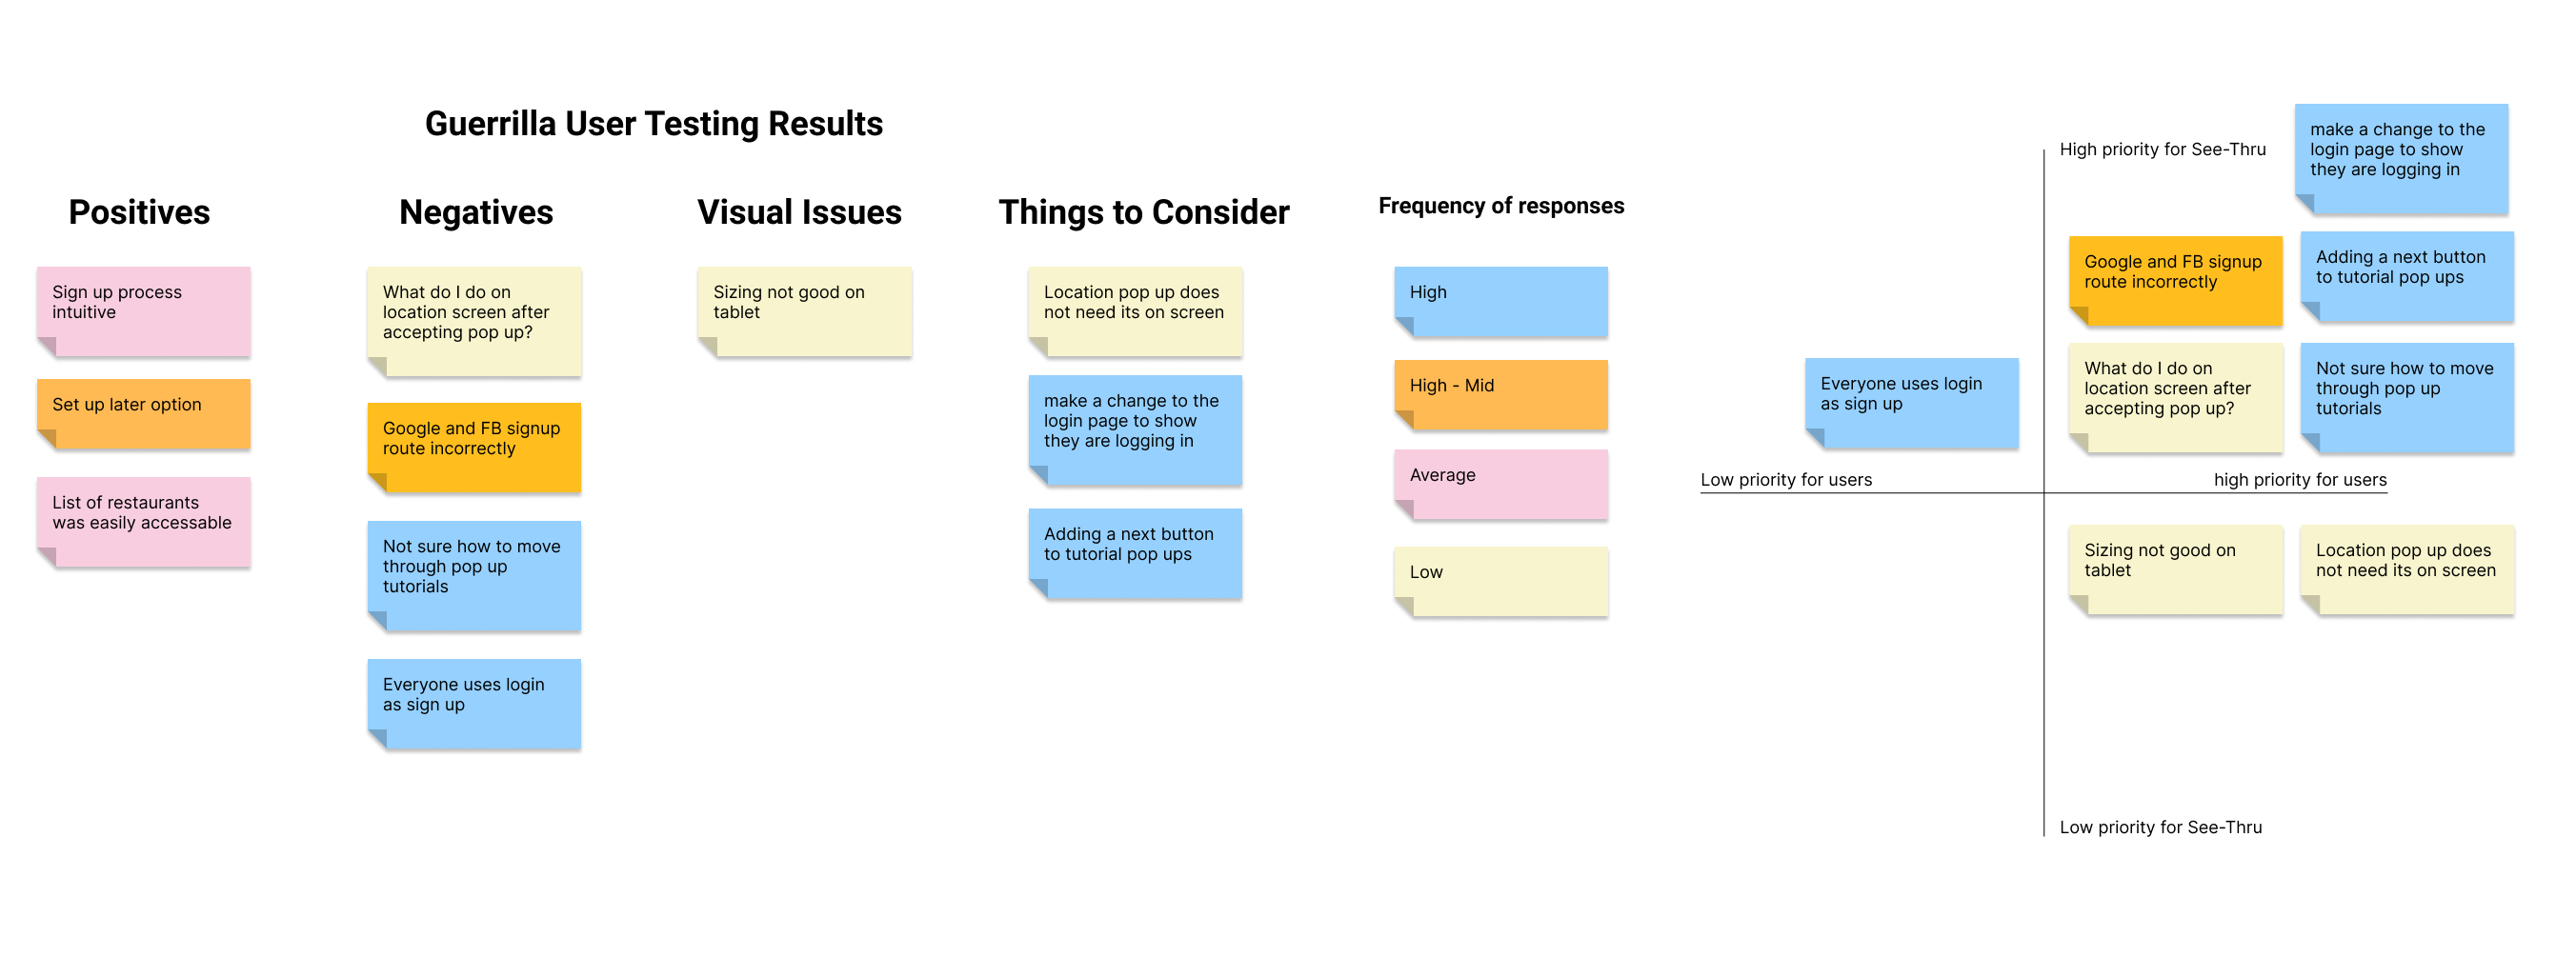 Guerrilla User Testing Results
Positives
Sign up process
intuitive
Set up later option
List of restaurants
was easily accessable
Negatives
What do I do on
location screen after
accepting pop up?
Google and FB signup
route incorrectly
Not sure how to move
through pop up
tutorials
Everyone uses login
as sign up
Visual Issues
Sizing not good on
tablet
Things to Consider
Location pop up does
not need its on screen
make a change to the
login page to show
they are logging in
Adding a next button
to tutorial pop ups
Frequency of responses
High
High - Mid
Average
Low
High priority for See-Thru
make a change to the
login page to show
they are logging in
Google and FB signup
route incorrectly
Adding a next button
to tutorial pop ups
Everyone uses login
as sign up
What do I do on
location screen after
accepting pop up?
Not sure how to move
through pop up
tutorials
Low priority for users
high priority for users
Sizing not good on
tablet
Location pop up does
not need its on screen
Low priority for See-Thru